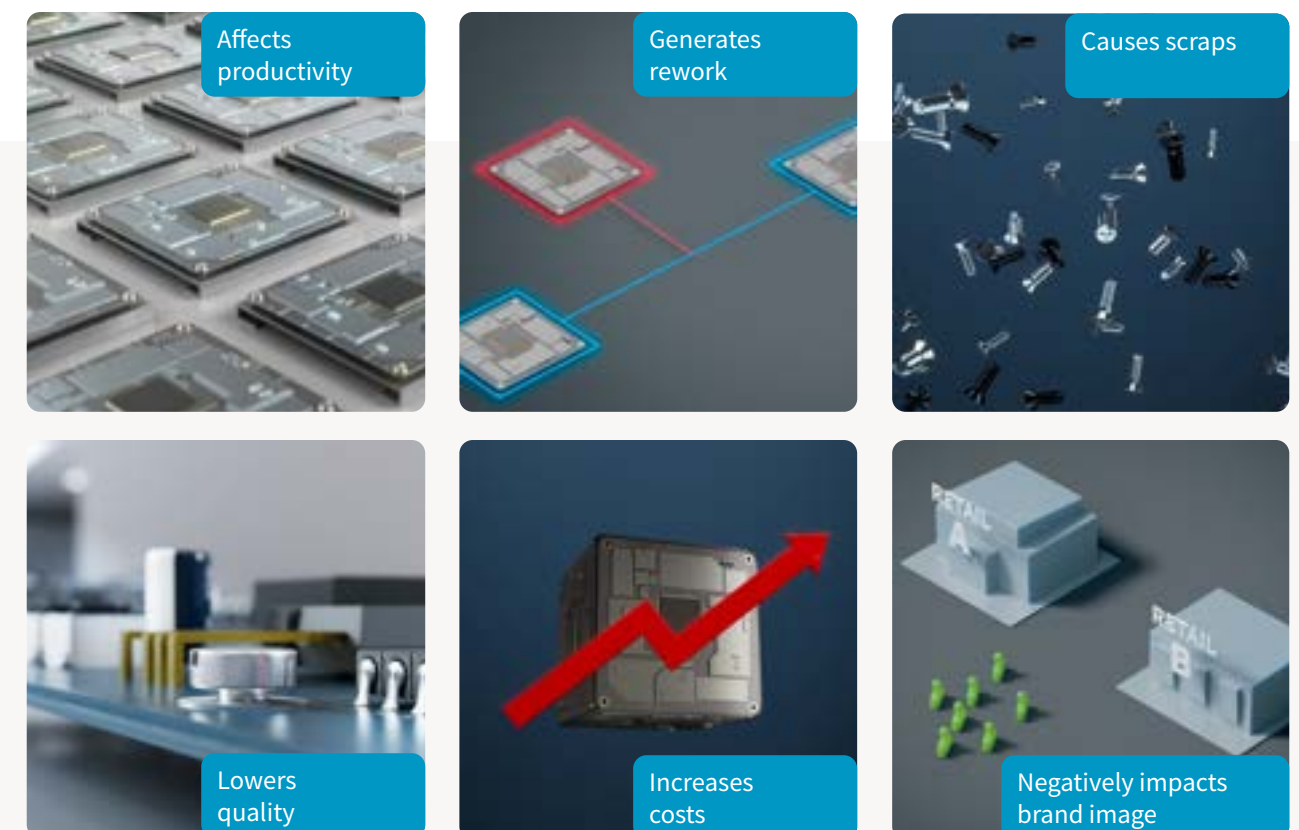 Affects
productivity
Generates
rework
Causes scraps
RETAIL
A
RETAIL
B
Lowers
quality
Increases
costs
Negatively impacts
brand image